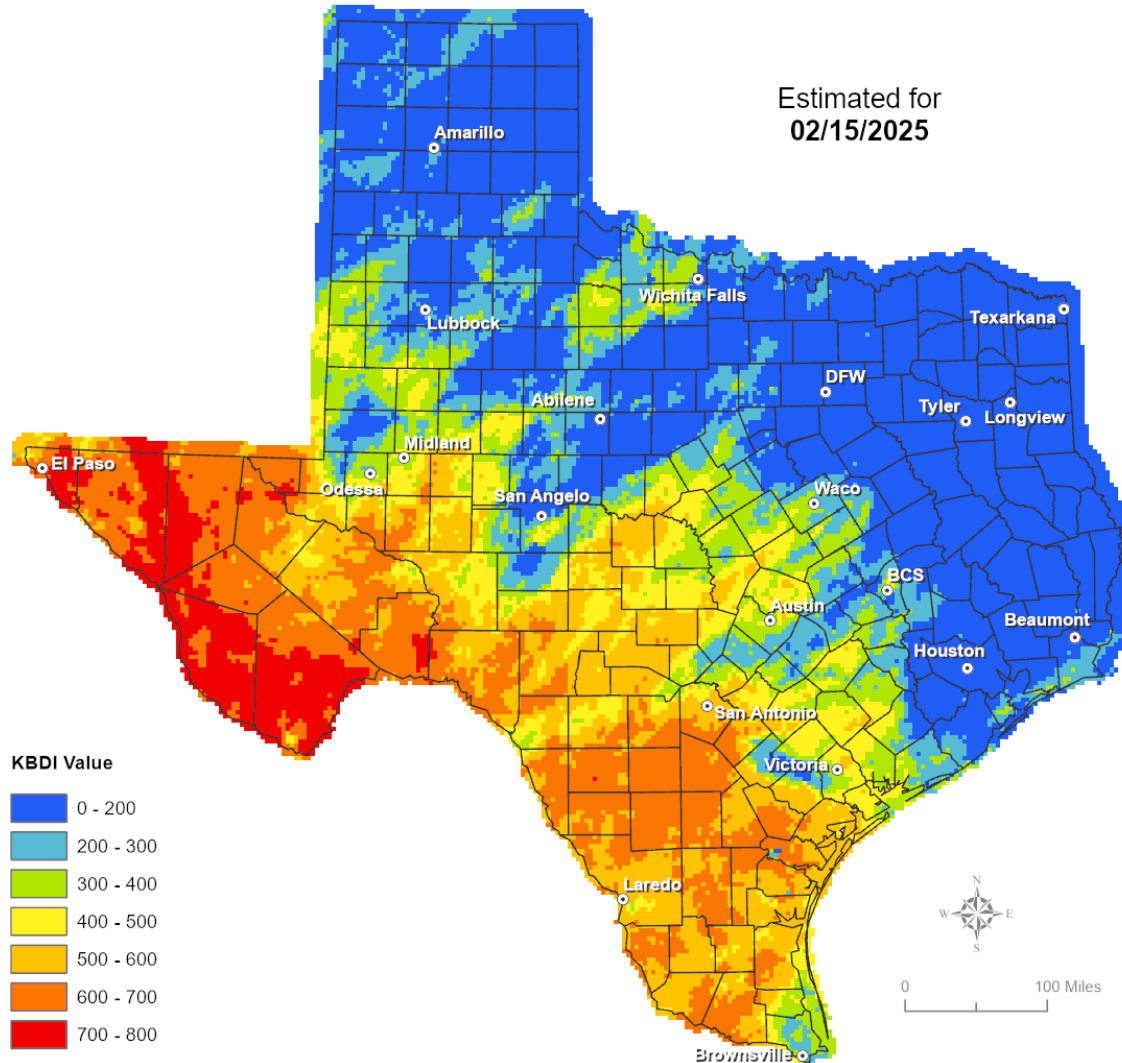 Estimated for
02/15/2025
Amarillo
Wichita Falls
Lubbock
Texarkana
DFW
Abilene
Tyler
Longview
Midland
El Paso
Odessa
San Angelo
Waco
BCS
Austin
Beaumont
Houston
San Antonio
Victoria
KBDI Value
0 - 200
200 - 300
300 - 400
400 - 500
500 - 600
600 - 700
700 - 800
Laredo
N
W E
S
0 100 Miles
Brownsville